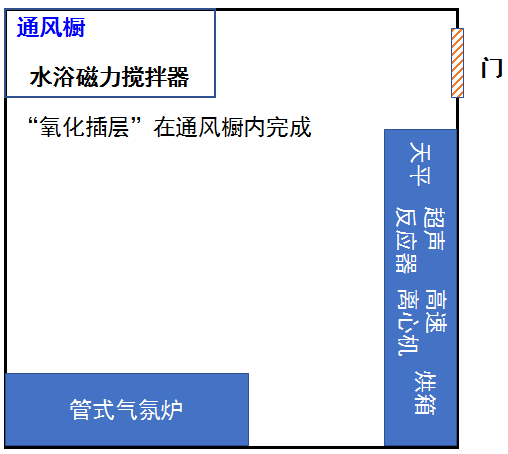 通风橱
水浴磁力搅拌器
门
“氧化插层”在通风橱内完成
天平
超声
反应器
高速
离心机
烘箱
管式气氛炉